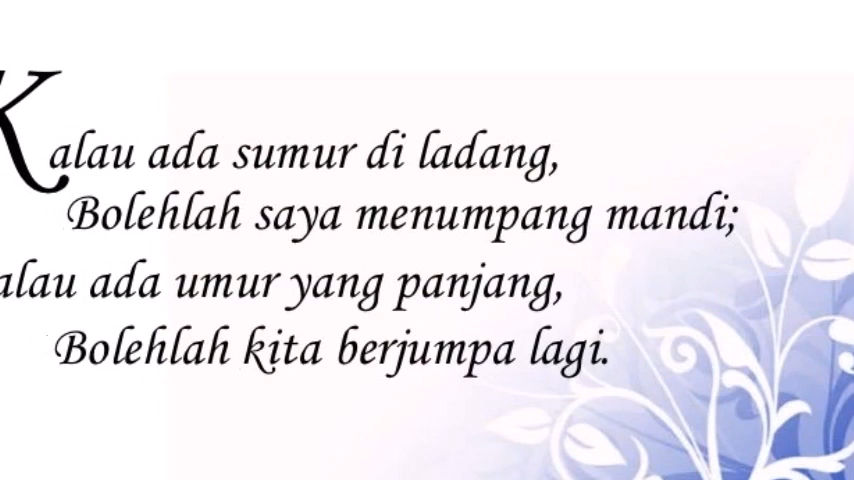 Kalau ada sumur di ladang,
Bolehlah saya menumpang mandi;
alau ada umur yang panjang,
Bolehlah kita berjumpa lagi.